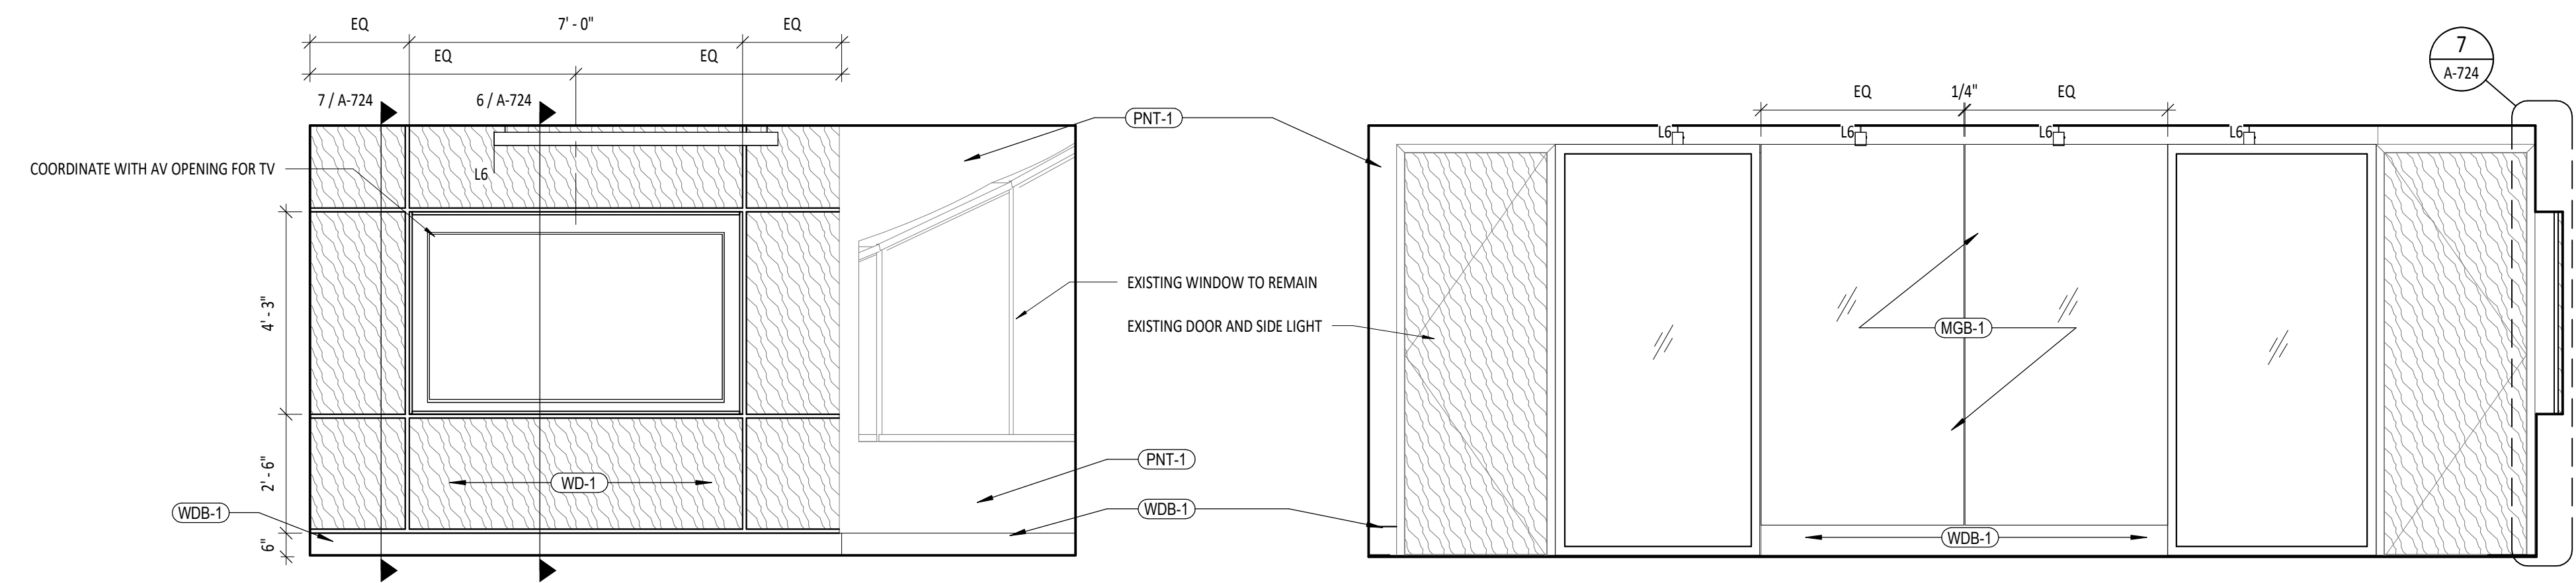 EQ
7' - 0"
EQ
EQ
EQ
7 / A-724
6 / A-724
COORDINATE WITH AV OPENING FOR TV
L6
4' - 3"
2' - 6"
6"
WD-1
WDB-1
PNT-1
EXISTING WINDOW TO REMAIN
EXISTING DOOR AND SIDE LIGHT
PNT-1
WDB-1
7
A-724
EQ
1/4"
EQ
L6
L6
L6
L6
MGB-1
WDB-1